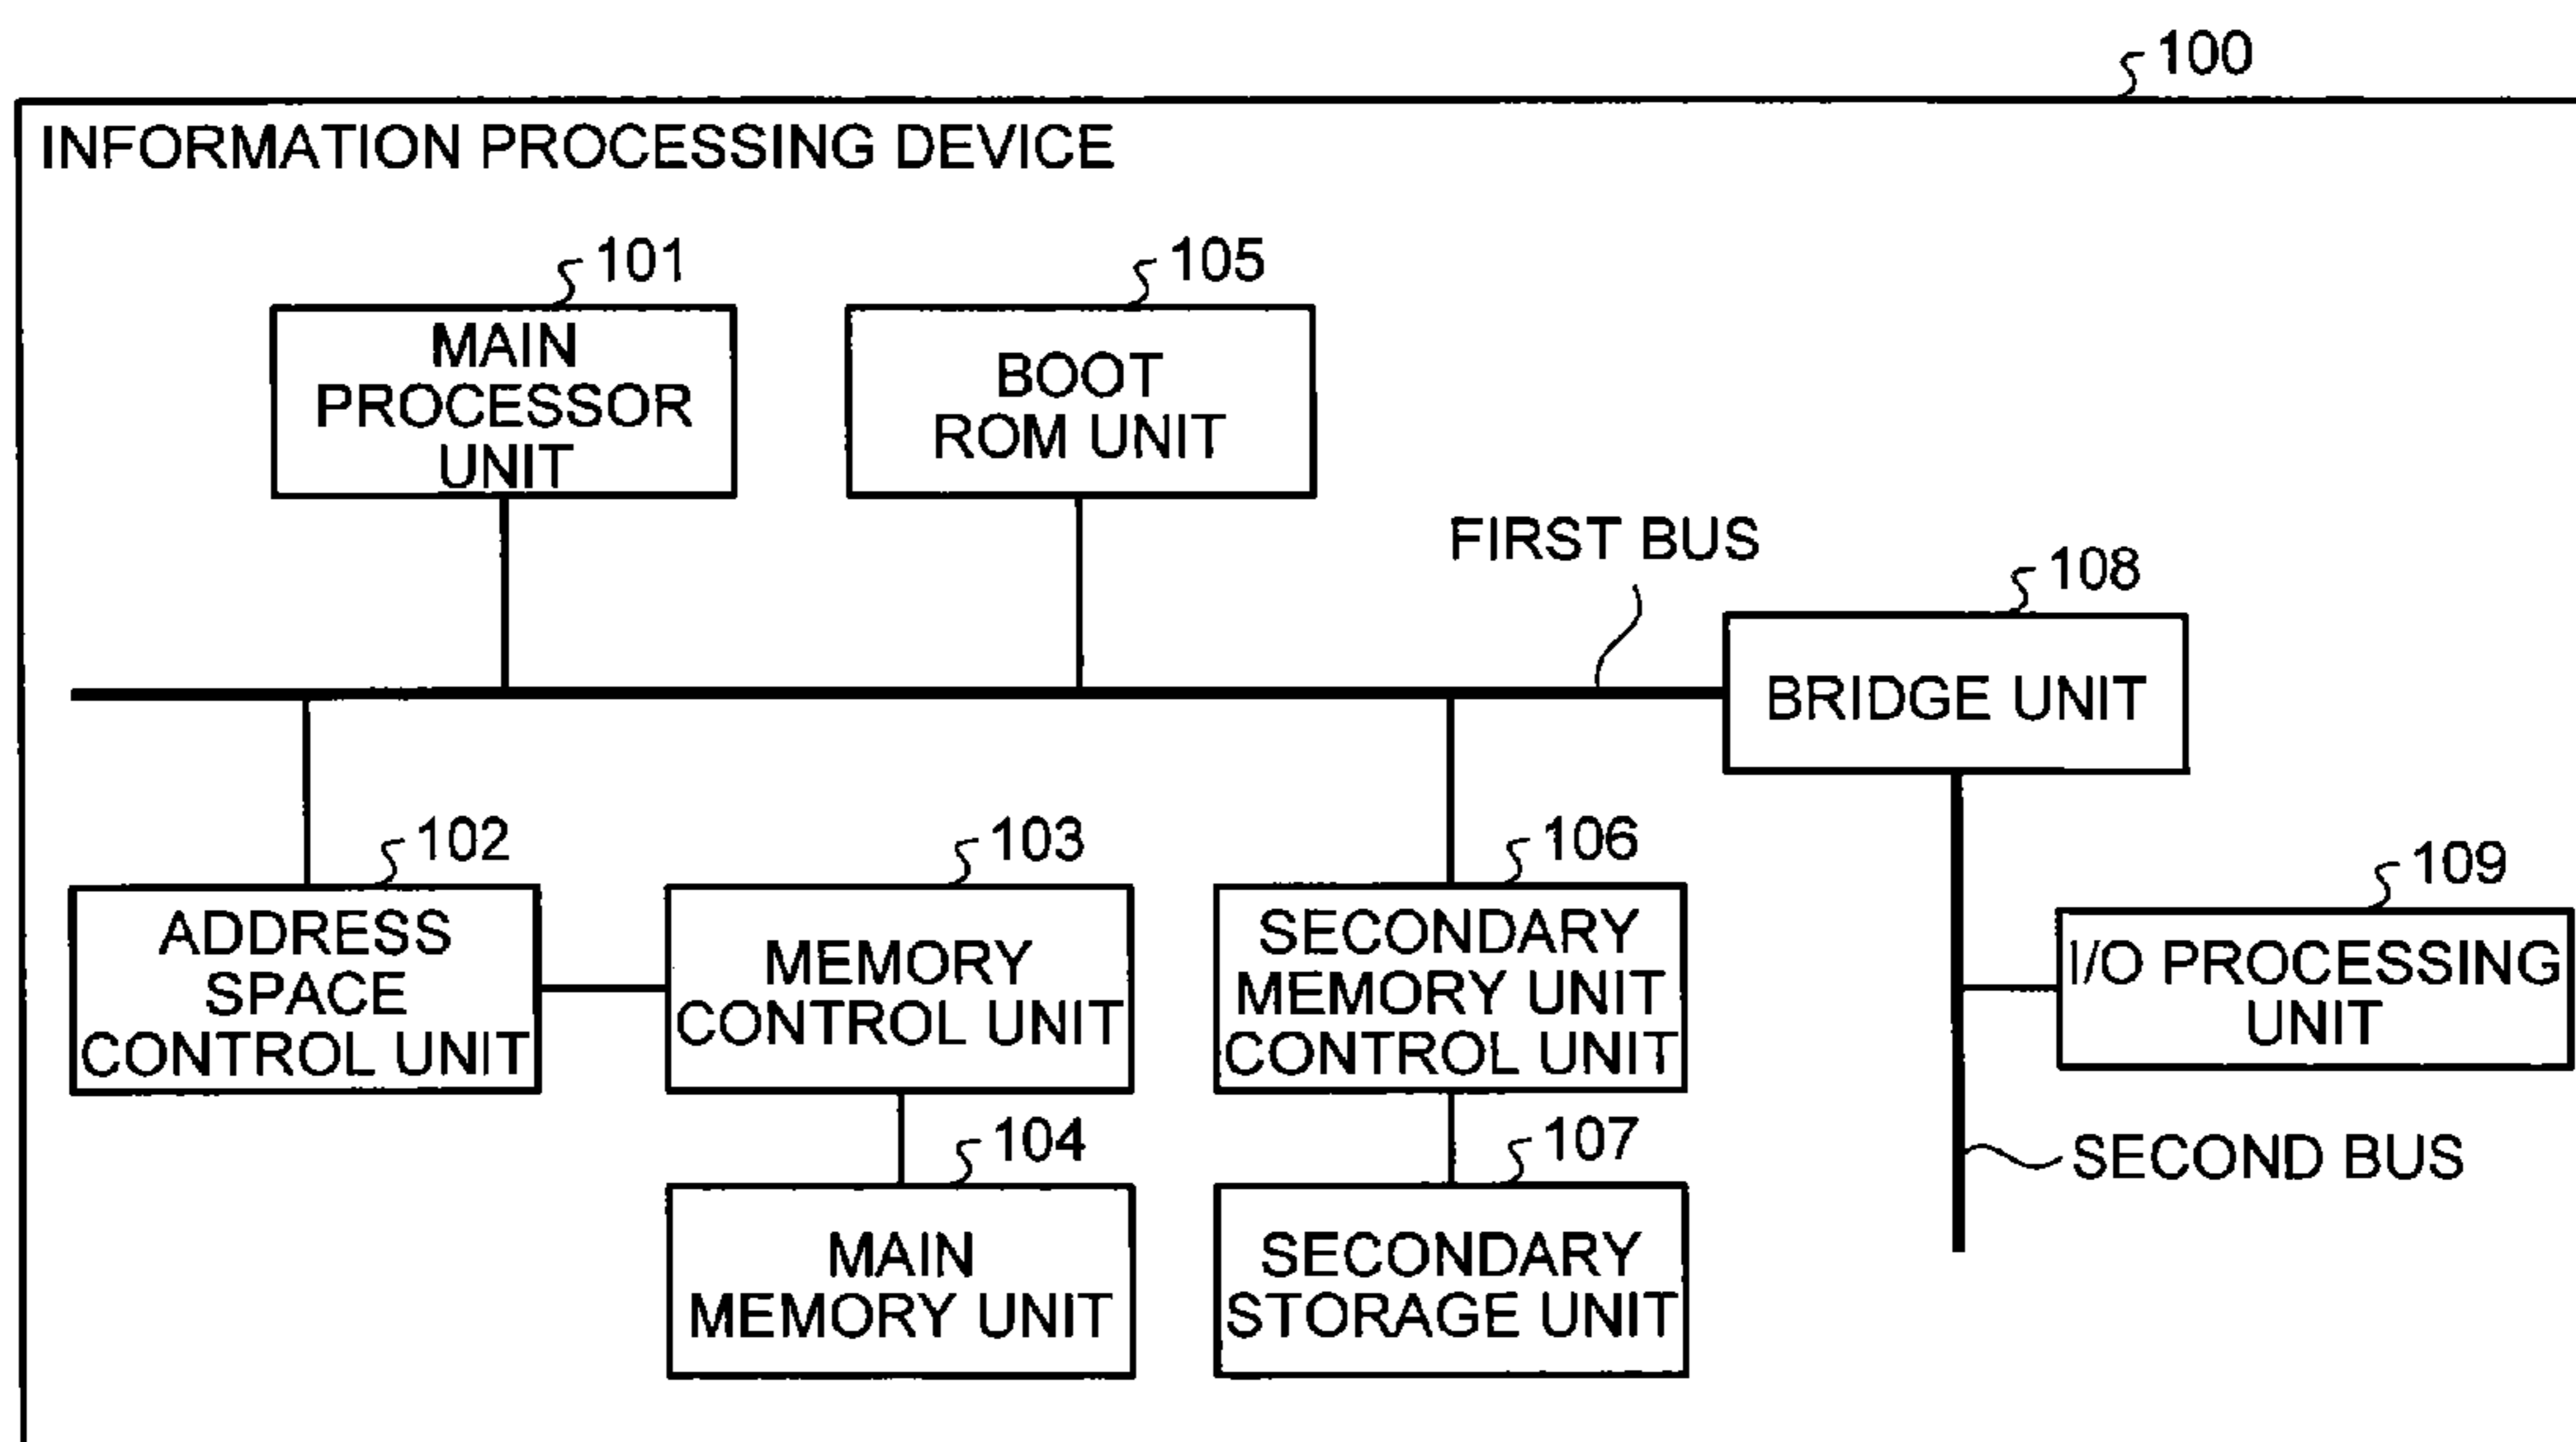 100
INFORMATION PROCESSING DEVICE
101
MAIN
PROCESSOR
UNIT
105
BOOT
ROM UNIT
FIRST BUS
108
BRIDGE UNIT
102
ADDRESS
SPACE
CONTROL UNIT
103
MEMORY
CONTROL UNIT
106
SECONDARY
MEMORY UNIT
CONTROL UNIT
109
I/O PROCESSING
UNIT
104
MAIN
MEMORY UNIT
107
SECONDARY
STORAGE UNIT
SECOND BUS